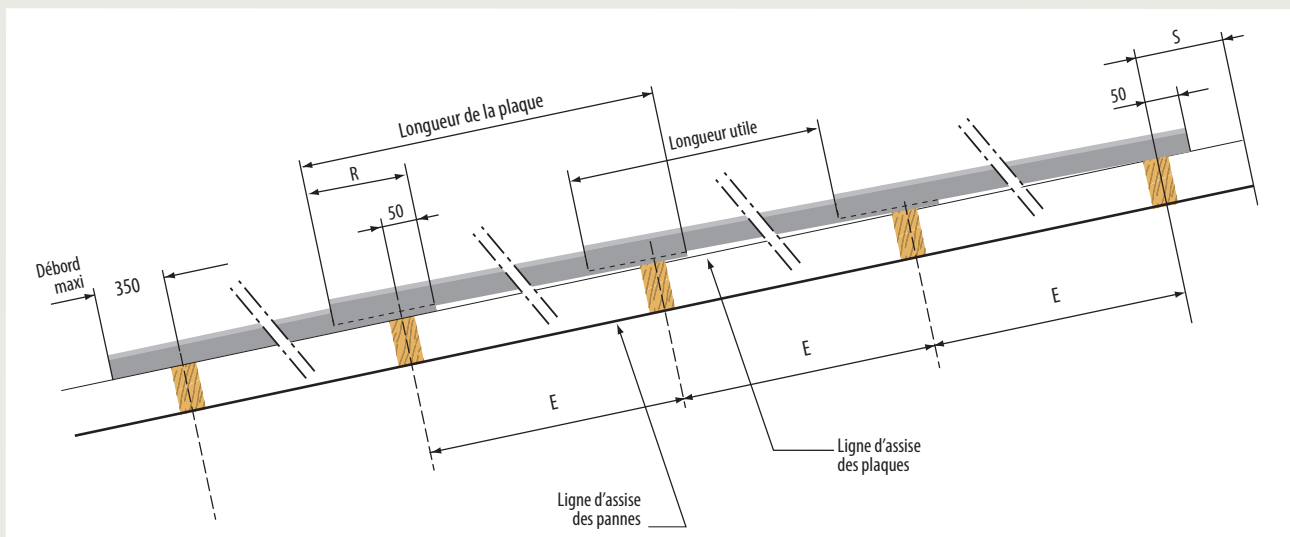 S
50
Longueur de la plaque
Longueur utile
R
50
Débord
maxi
350
E
E
E
Ligne d'assise
des plaques
Ligne d'assise
des pannes